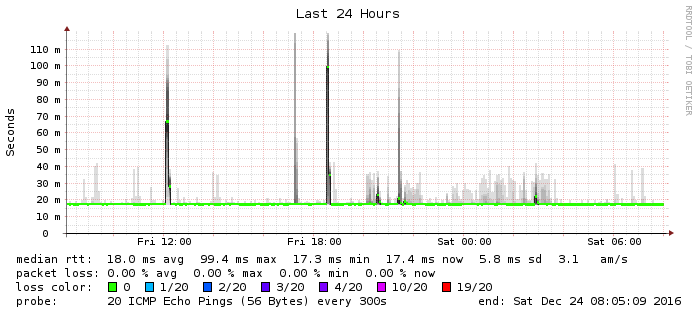 Last 24 Hours
RRDTOOL / TOBI OETIKER
Seconds
110 m
100 m
90 m
80 m
70 m
60 m
50 m
40 m
30 m
20 m
10 m
0
Fri 12:00 Fri 18:00 Sat 00:00 Sat 06:00
median rtt: 18.0 ms avg 99.4 ms max 17.3 ms min 17.4 ms now 5.8 ms sd 3.1 am/s
packet loss: 0.00 % avg 0.00 % max 0.00 % min 0.00 % now
loss color: 0 1/20 2/20 3/20 4/20 10/20 19/20
probe: 20 ICMP Echo Pings (56 Bytes) every 300s end: Sat Dec 24 08:05:09 2016